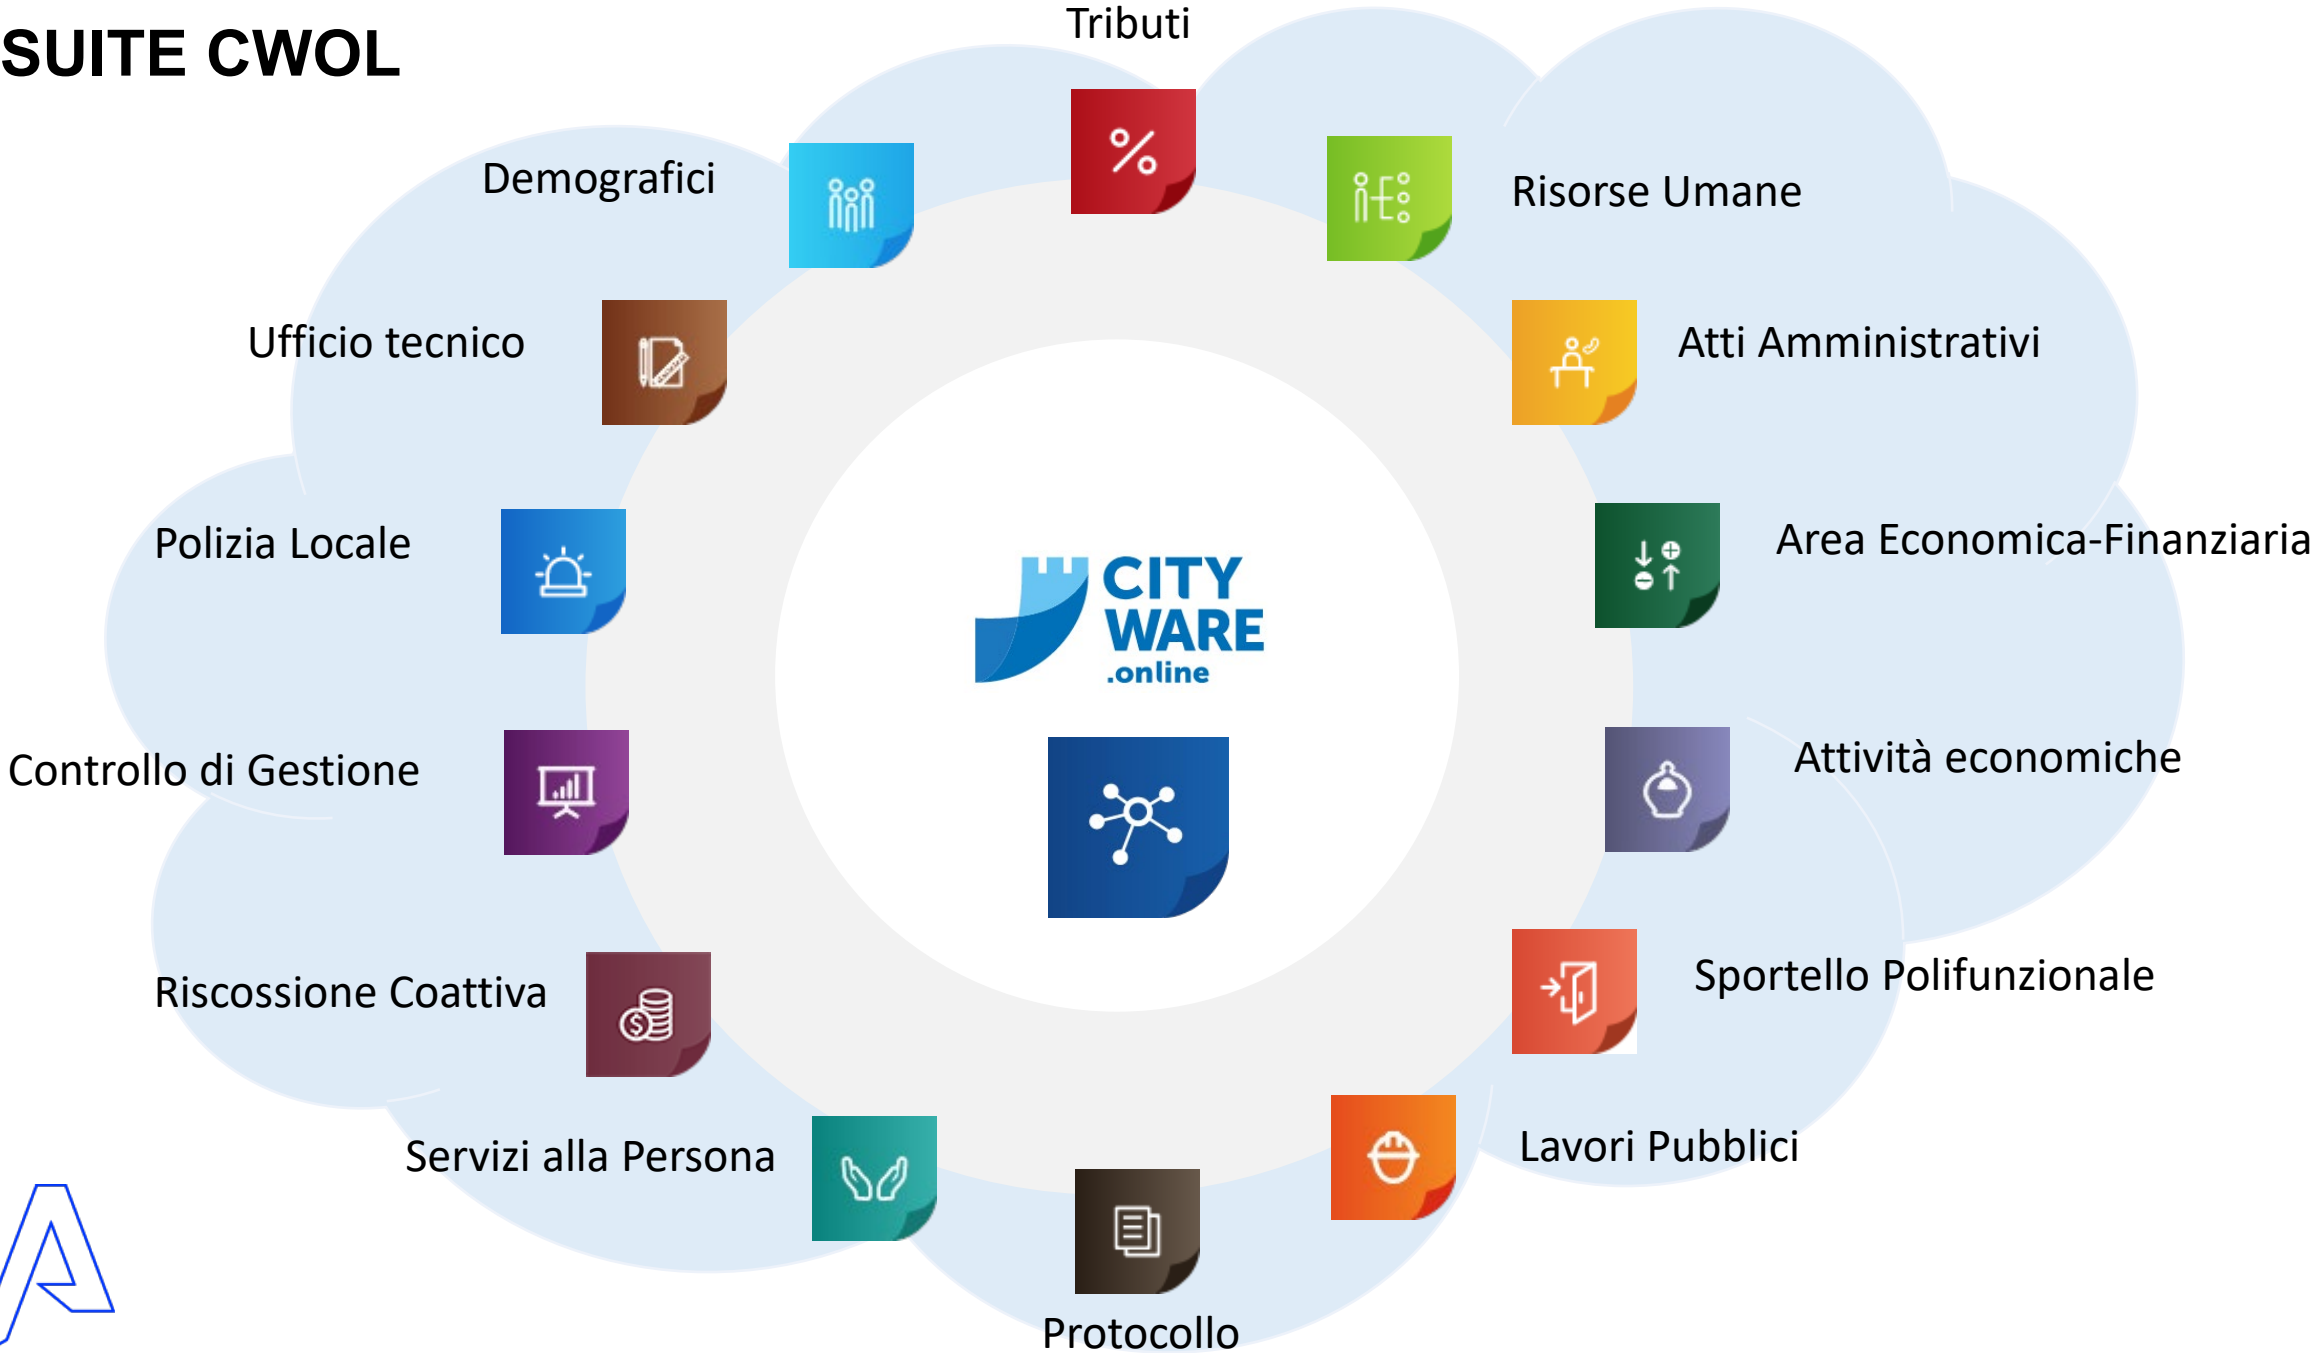 SUITE CWOL
Tributi
Demografici
Risorse Umane
Ufficio tecnico
Atti Amministrativi
Polizia Locale
Area Economica-Finanziaria
CITY
WARE
.online
Controllo di Gestione
Attività economiche
Riscossione Coattiva
Sportello Polifunzionale
Servizi alla Persona
Lavori Pubblici
Protocollo